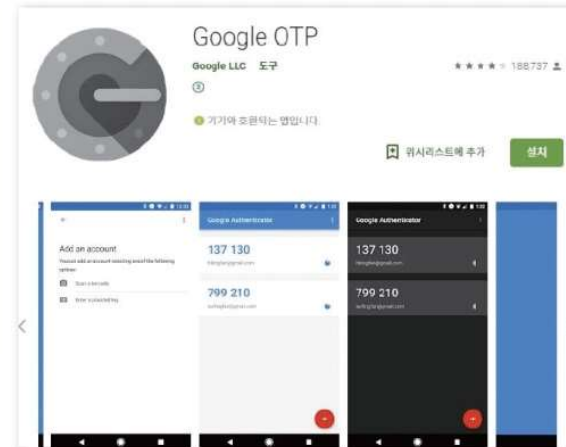 Google OTP
Google LLC 도구
★★★★ 188737
③
기기와 호환되는 앱입니다.
위시리스트에 추가
설치
Add an account
Google Authenticator
137 130
799 210
Google Authenticator
137 130
799 210